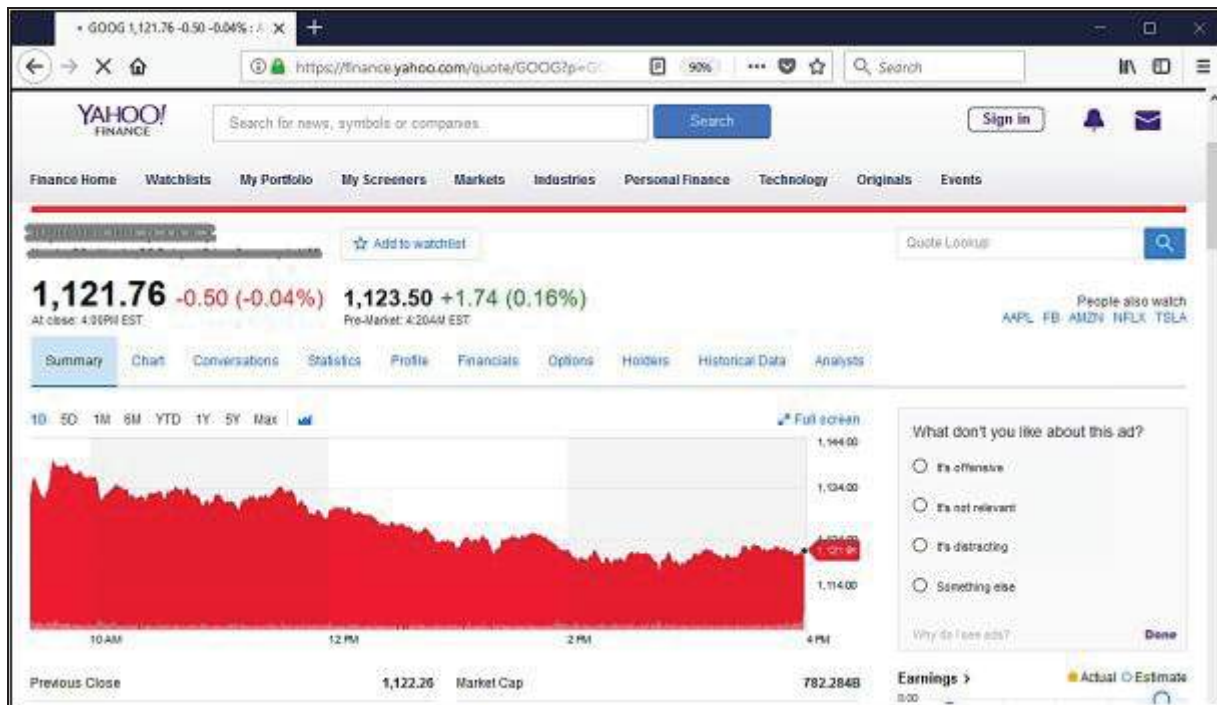 GOOG 1,121.76 -0.50 -0.04% :
https://finance.yahoo.com/quote/GOOG?p=GO
90%
Search
YAHOO!
FINANCE
Search for news, symbols or companies
Search
Sign in
Finance Home Watchlists My Portfolio My Screeners Markets Industries Personal Finance Technology Originals Events
Add to watchlist
Quote Lookup
1,121.76 -0.50 (-0.04%) 1,123.50 +1.74 (0.16%)
At close: 4:00PM EST Pre-Market: 4:20AM EST
People also watch
AAPL FB AMZN NFLX TSLA
Summary Chart Conversations Statistics Profile Financials Options Holders Historical Data Analysts
1D 5D 1M 6M YTD 1Y 5Y Max
Full screen
1,144.00
1,134.00
1,114.00
10 AM 12 PM 2 PM 4 PM
What don't you like about this ad?
It's offensive
It's not relevant
It's distracting
Something else
Why do I see ads? Done
Previous Close 1,122.26 Market Cap 782.284B
Earnings > Actual Estimate
0.00